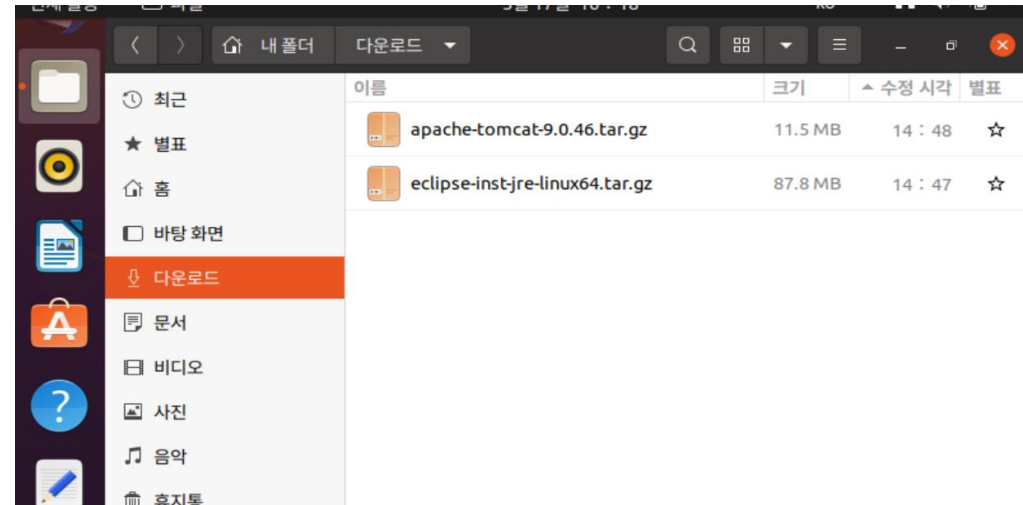 내 폴더 다운로드
이름 크기 수정 시각 별표
apache-tomcat-9.0.46.tar.gz 11.5 MB 14 : 48
eclipse-inst-jre-linux64.tar.gz 87.8 MB 14 : 47
최근
별표
홈
바탕 화면
다운로드
문서
비디오
사진
음악
휴지통